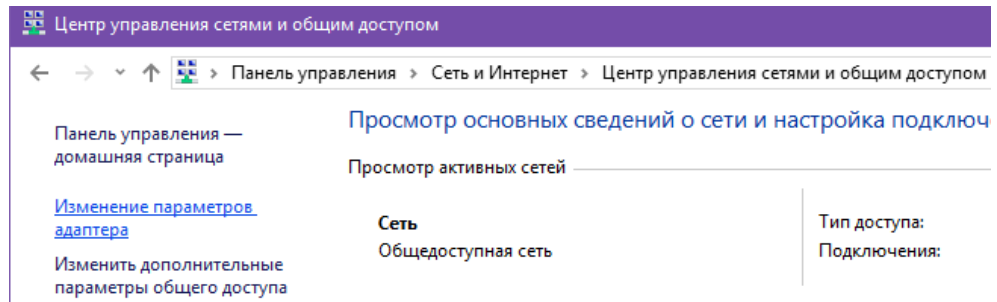 Центр управления сетями и общим доступом
Панель управления > Сеть и Интернет > Центр управления сетями и общим доступом
Панель управления —
домашняя страница
Изменение параметров
адаптера
Изменить дополнительные
параметры общего доступа
Просмотр основных сведений о сети и настройка подключ
Просмотр активных сетей
Сеть
Общедоступная сеть
Тип доступа:
Подключения: